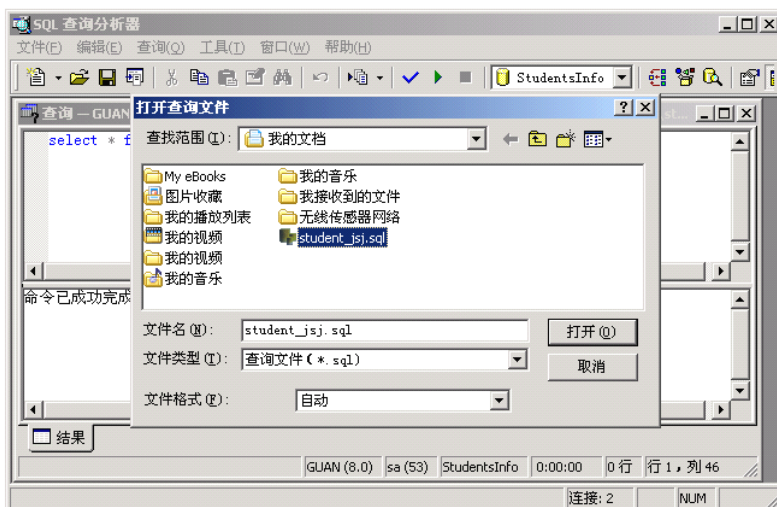 SQL 查询分析器
文件(F) 编辑(E) 查询(Q) 工具(T) 窗口(W) 帮助(H)
StudentsInfo
查询 — GUAN
打开查询文件
st...
select * f
查找范围(I): 我的文档
My eBooks
图片收藏
我的播放列表
我的视频
我的视频
我的音乐
我的音乐
我接收到的文件
无线传感器网络
student_jsj.sql
命令已成功完成
文件名(N): student_jsj.sql 打开(O)
文件类型(T): 查询文件(*.sql) 取消
文件格式(F): 自动
结果
GUAN (8.0) sa (53) StudentsInfo 0:00:00 0 行 行 1, 列 46
连接: 2 NUM